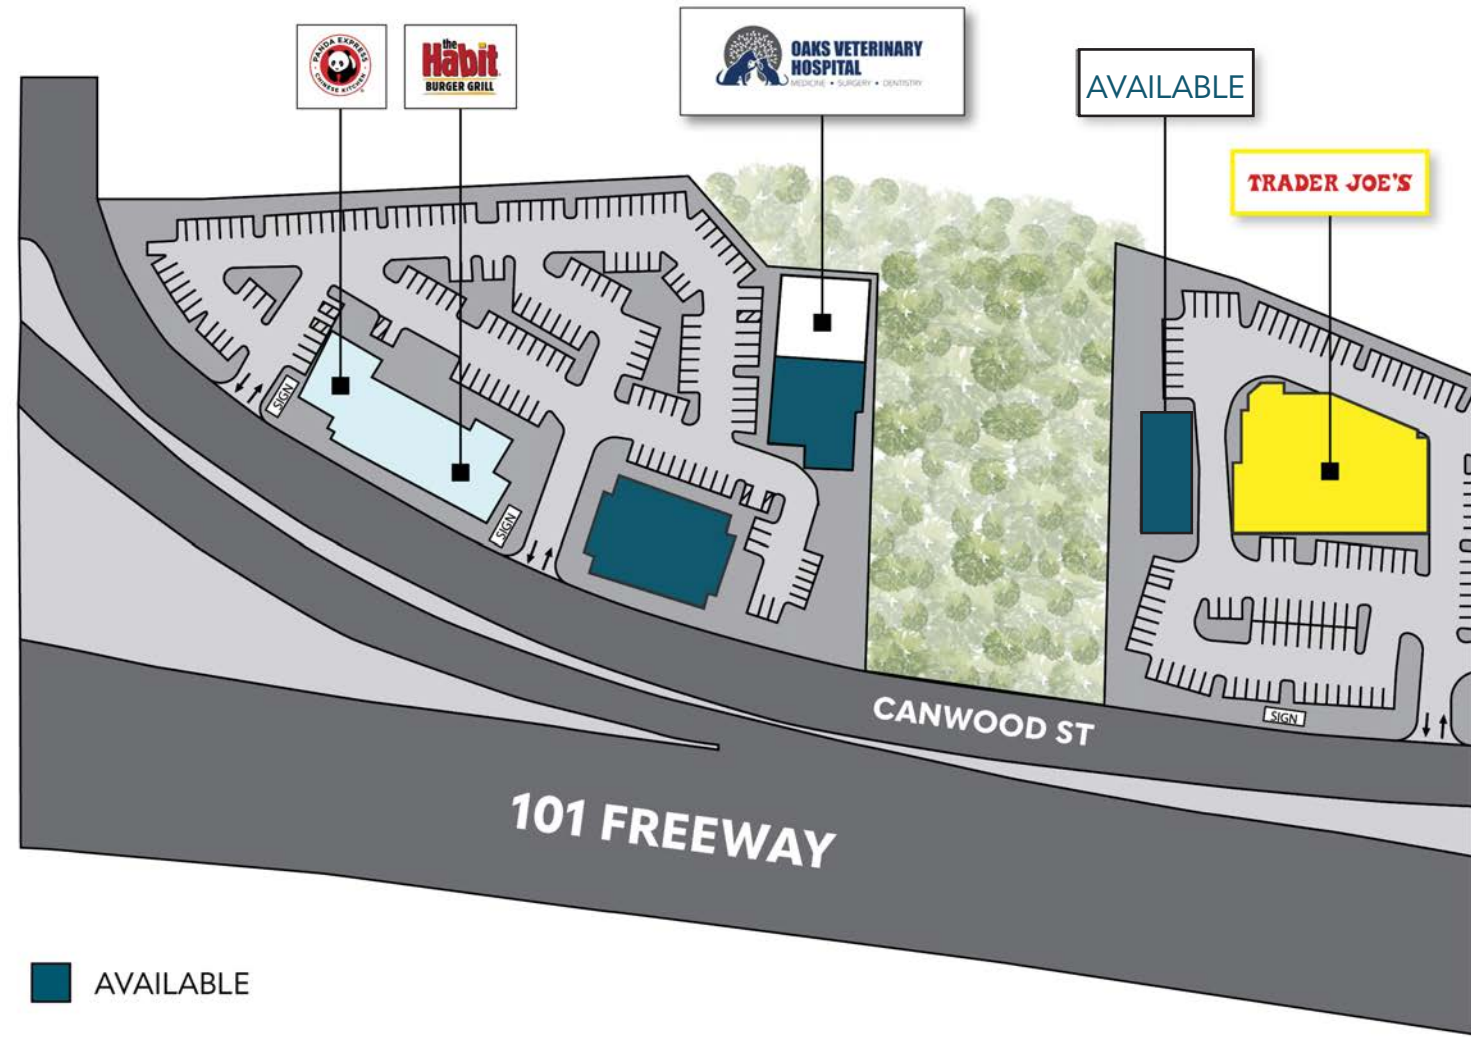 PANDA EXPRESS
CHINESE KITCHEN
the
Habit
BURGER GRILL
OAKS VETERINARY
HOSPITAL
MEDICINE • SURGERY • DENTISTRY
AVAILABLE
TRADER JOE'S
SIGN
SIGN
SIGN
CANWOOD ST
101 FREEWAY
AVAILABLE